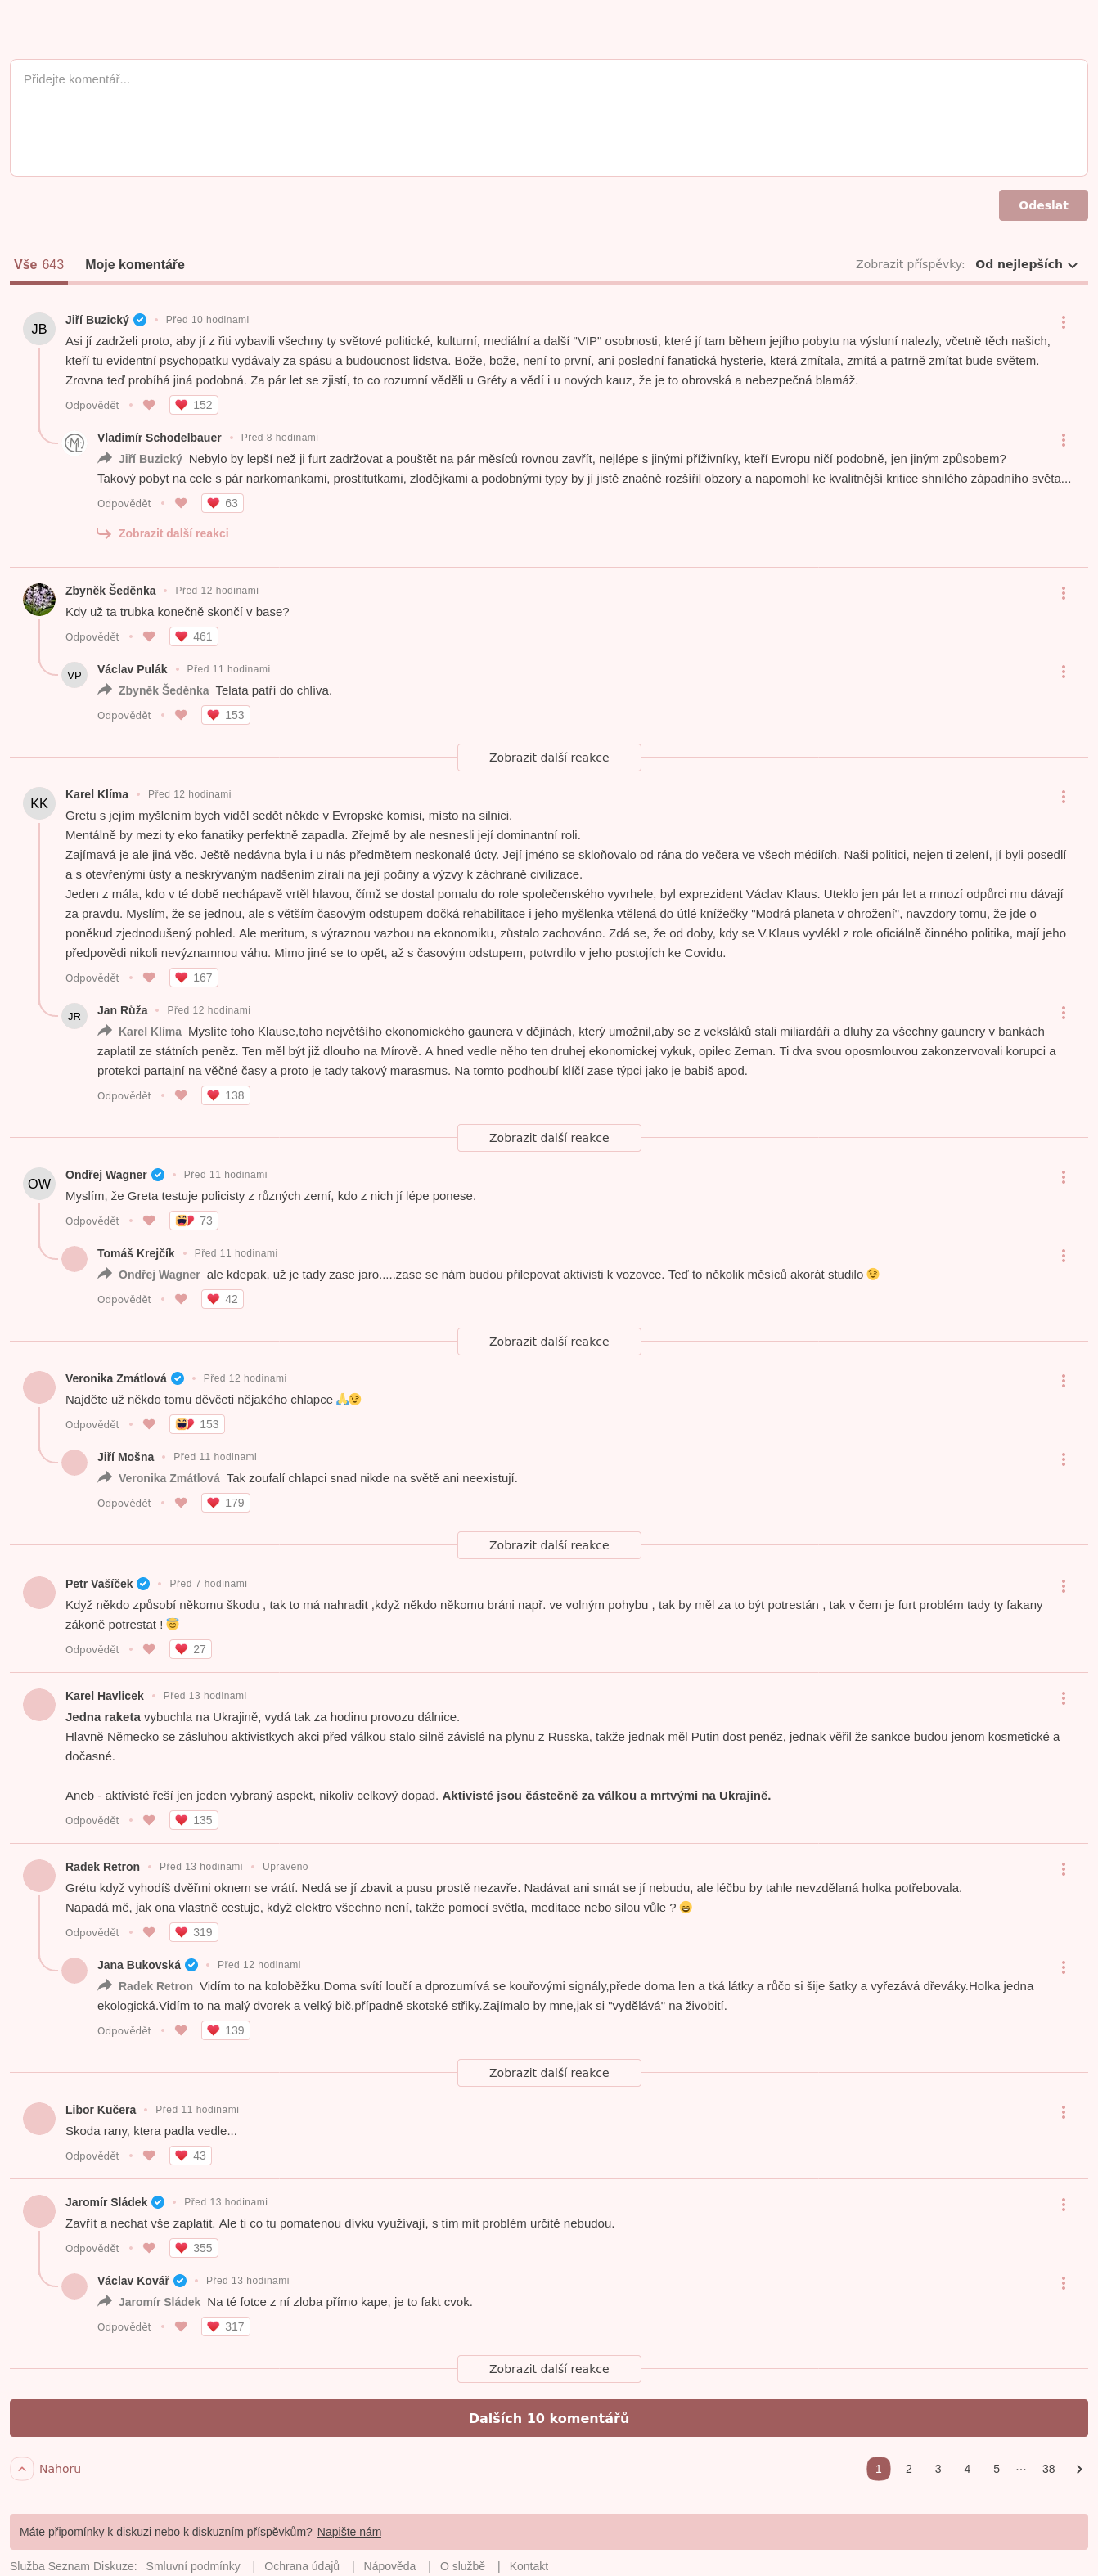 Přidejte komentář...
Odeslat
Vše 643 Moje komentáře Zobrazit příspěvky: Od nejlepších
JB Jiří Buzický • Před 10 hodinami
Asi jí zadrželi proto, aby jí z řiti vybavili všechny ty světové politické, kulturní, mediální a další "VIP" osobnosti, které jí tam během jejího pobytu na výsluní nalezly, včetně těch našich,
kteří tu evidentní psychopatku vydávaly za spásu a budoucnost lidstva. Bože, bože, není to první, ani poslední fanatická hysterie, která zmítala, zmítá a patrně zmítat bude světem.
Zrovna teď probíhá jiná podobná. Za pár let se zjistí, to co rozumní věděli u Gréty a vědí i u nových kauz, že je to obrovská a nebezpečná blamáž.
Odpovědět • 152
Vladimír Schodelbauer • Před 8 hodinami
Jiří Buzický Nebylo by lepší než ji furt zadržovat a pouštět na pár měsíců rovnou zavřít, nejlépe s jinými příživníky, kteří Evropu ničí podobně, jen jiným způsobem?
Takový pobyt na cele s pár narkomankami, prostitutkami, zlodějkami a podobnými typy by jí jistě značně rozšířil obzory a napomohl ke kvalitnější kritice shnilého západního světa...
Odpovědět • 63
Zobrazit další reakci
Zbyněk Šeděnka • Před 12 hodinami
Kdy už ta trubka konečně skončí v base?
Odpovědět • 461
VP Václav Pulák • Před 11 hodinami
Zbyněk Šeděnka Telata patří do chlíva.
Odpovědět • 153
Zobrazit další reakce
KK Karel Klíma • Před 12 hodinami
Gretu s jejím myšlením bych viděl sedět někde v Evropské komisi, místo na silnici.
Mentálně by mezi ty eko fanatiky perfektně zapadla. Zřejmě by ale nesnesli její dominantní roli.
Zajímavá je ale jiná věc. Ještě nedávna byla i u nás předmětem neskonalé úcty. Její jméno se skloňovalo od rána do večera ve všech médiích. Naši politici, nejen ti zelení, jí byli posedlí
a s otevřenými ústy a neskrývaným nadšením zírali na její počiny a výzvy k záchraně civilizace.
Jeden z mála, kdo v té době nechápavě vrtěl hlavou, čímž se dostal pomalu do role společenského vyvrhele, byl exprezident Václav Klaus. Uteklo jen pár let a mnozí odpůrci mu dávají
za pravdu. Myslím, že se jednou, ale s větším časovým odstupem dočká rehabilitace i jeho myšlenka vtělená do útlé knížečky "Modrá planeta v ohrožení", navzdory tomu, že jde o
poněkud zjednodušený pohled. Ale meritum, s výraznou vazbou na ekonomiku, zůstalo zachováno. Zdá se, že od doby, kdy se V.Klaus vyvlékl z role oficiálně činného politika, mají jeho
předpovědi nikoli nevýznamnou váhu. Mimo jiné se to opět, až s časovým odstupem, potvrdilo v jeho postojích ke Covidu.
Odpovědět • 167
JR Jan Růža • Před 12 hodinami
Karel Klíma Myslíte toho Klause,toho největšího ekonomického gaunera v dějinách, který umožnil,aby se z veksláků stali miliardáři a dluhy za všechny gaunery v bankách
zaplatil ze státních peněz. Ten měl být již dlouho na Mírově. A hned vedle něho ten druhej ekonomickej vykuk, opilec Zeman. Ti dva svou oposmlouvou zakonzervovali korupci a
protekci partajní na věčné časy a proto je tady takový marasmus. Na tomto podhoubí klíčí zase týpci jako je babiš apod.
Odpovědět • 138
Zobrazit další reakce
OW Ondřej Wagner • Před 11 hodinami
Myslím, že Greta testuje policisty z různých zemí, kdo z nich jí lépe ponese.
Odpovědět • 73
Tomáš Krejčík • Před 11 hodinami
Ondřej Wagner ale kdepak, už je tady zase jaro.....zase se nám budou přilepovat aktivisti k vozovce. Teď to několik měsíců akorát studilo 😉
Odpovědět • 42
Zobrazit další reakce
Veronika Zmátlová • Před 12 hodinami
Najděte už někdo tomu děvčeti nějakého chlapce 🙏😉
Odpovědět • 153
Jiří Mošna • Před 11 hodinami
Veronika Zmátlová Tak zoufalí chlapci snad nikde na světě ani neexistují.
Odpovědět • 179
Zobrazit další reakce
Petr Vašíček • Před 7 hodinami
Když někdo způsobí někomu škodu , tak to má nahradit ,když někdo někomu bráni např. ve volným pohybu , tak by měl za to být potrestán , tak v čem je furt problém tady ty fakany
zákoně potrestat ! 😇
Odpovědět • 27
Karel Havlicek • Před 13 hodinami
Jedna raketa vybuchla na Ukrajině, vydá tak za hodinu provozu dálnice.
Hlavně Německo se zásluhou aktivistkych akci před válkou stalo silně závislé na plynu z Russka, takže jednak měl Putin dost peněz, jednak věřil že sankce budou jenom kosmetické a
dočasné.
Aneb - aktivisté řeší jen jeden vybraný aspekt, nikoliv celkový dopad. Aktivisté jsou částečně za válkou a mrtvými na Ukrajině.
Odpovědět • 135
Radek Retron • Před 13 hodinami • Upraveno
Grétu když vyhodíš dvěřmi oknem se vrátí. Nedá se jí zbavit a pusu prostě nezavře. Nadávat ani smát se jí nebudu, ale léčbu by tahle nevzdělaná holka potřebovala.
Napadá mě, jak ona vlastně cestuje, když elektro všechno není, takže pomocí světla, meditace nebo silou vůle ? 😄
Odpovědět • 319
Jana Bukovská • Před 12 hodinami
Radek Retron Vidím to na koloběžku.Doma svítí loučí a dprozumívá se kouřovými signály,přede doma len a tká látky a růčo si šije šatky a vyřezává dřeváky.Holka jedna
ekologická.Vidím to na malý dvorek a velký bič.případně skotské střiky.Zajímalo by mne,jak si "vydělává" na živobití.
Odpovědět • 139
Zobrazit další reakce
Libor Kučera • Před 11 hodinami
Skoda rany, ktera padla vedle...
Odpovědět • 43
Jaromír Sládek • Před 13 hodinami
Zavřít a nechat vše zaplatit. Ale ti co tu pomatenou dívku využívají, s tím mít problém určitě nebudou.
Odpovědět • 355
Václav Kovář • Před 13 hodinami
Jaromír Sládek Na té fotce z ní zloba přímo kape, je to fakt cvok.
Odpovědět • 317
Zobrazit další reakce
Dalších 10 komentářů
Nahoru 1 2 3 4 5 ... 38
Máte připomínky k diskuzi nebo k diskuzním příspěvkům? Napište nám
Služba Seznam Diskuze: Smluvní podmínky | Ochrana údajů | Nápověda | O službě | Kontakt